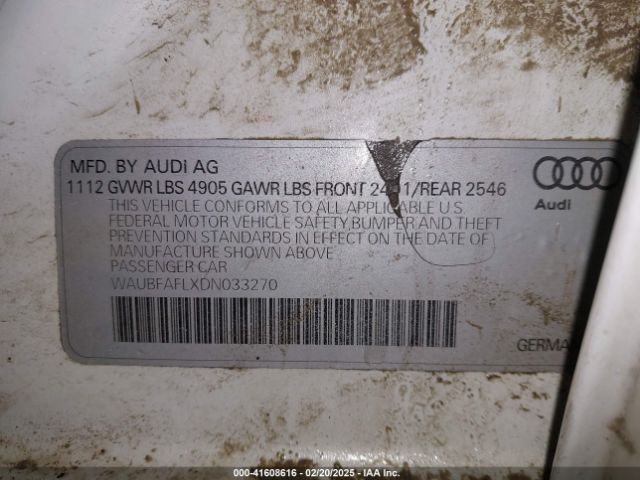 MFD. BY AUDI AG
1112 GVWR LBS 4905 GAWR LBS FRONT /REAR 2546
THIS VEHICLE CONFORMS TO ALL APPLICABLE U.S.
FEDERAL MOTOR VEHICLE SAFETY,BUMPER AND THEFT
PREVENTION STANDARDS IN EFFECT ON THE DATE OF
MANUFACTURE SHOWN ABOVE
PASSENGER CAR
WAUBFAFLXDN033270
Audi
GERMA
000-41608616 - 02/20/2025 - IAA Inc.